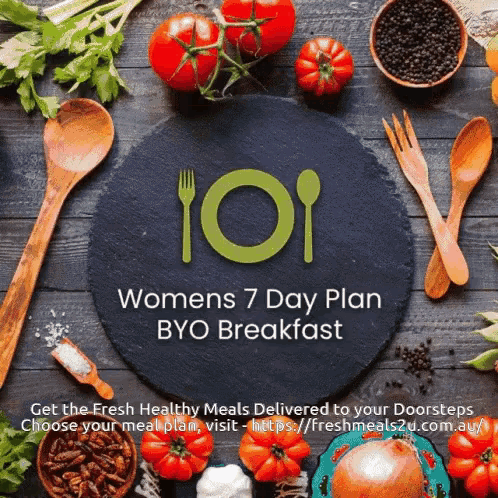 Womens 7 Day Plan
BYO Breakfast
Get the Fresh Healthy Meals Delivered to your Doorsteps
Choose your meal plan, visit - https://freshmeals2u.com.au/